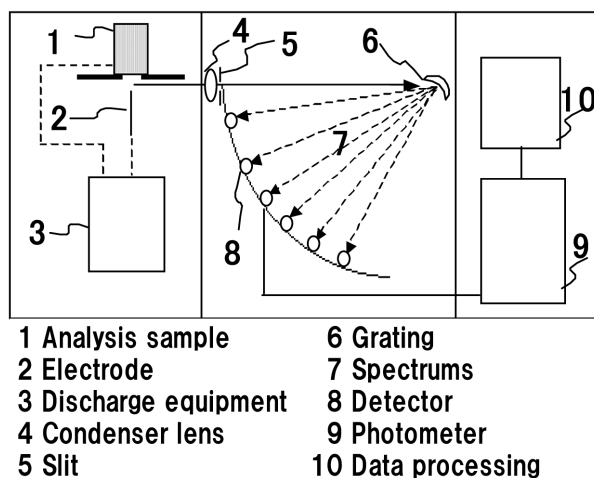 1
2
3
4
5
6
7
8
9
10
1 Analysis sample
2 Electrode
3 Discharge equipment
4 Condenser lens
5 Slit
6 Grating
7 Spectrums
8 Detector
9 Photometer
10 Data processing